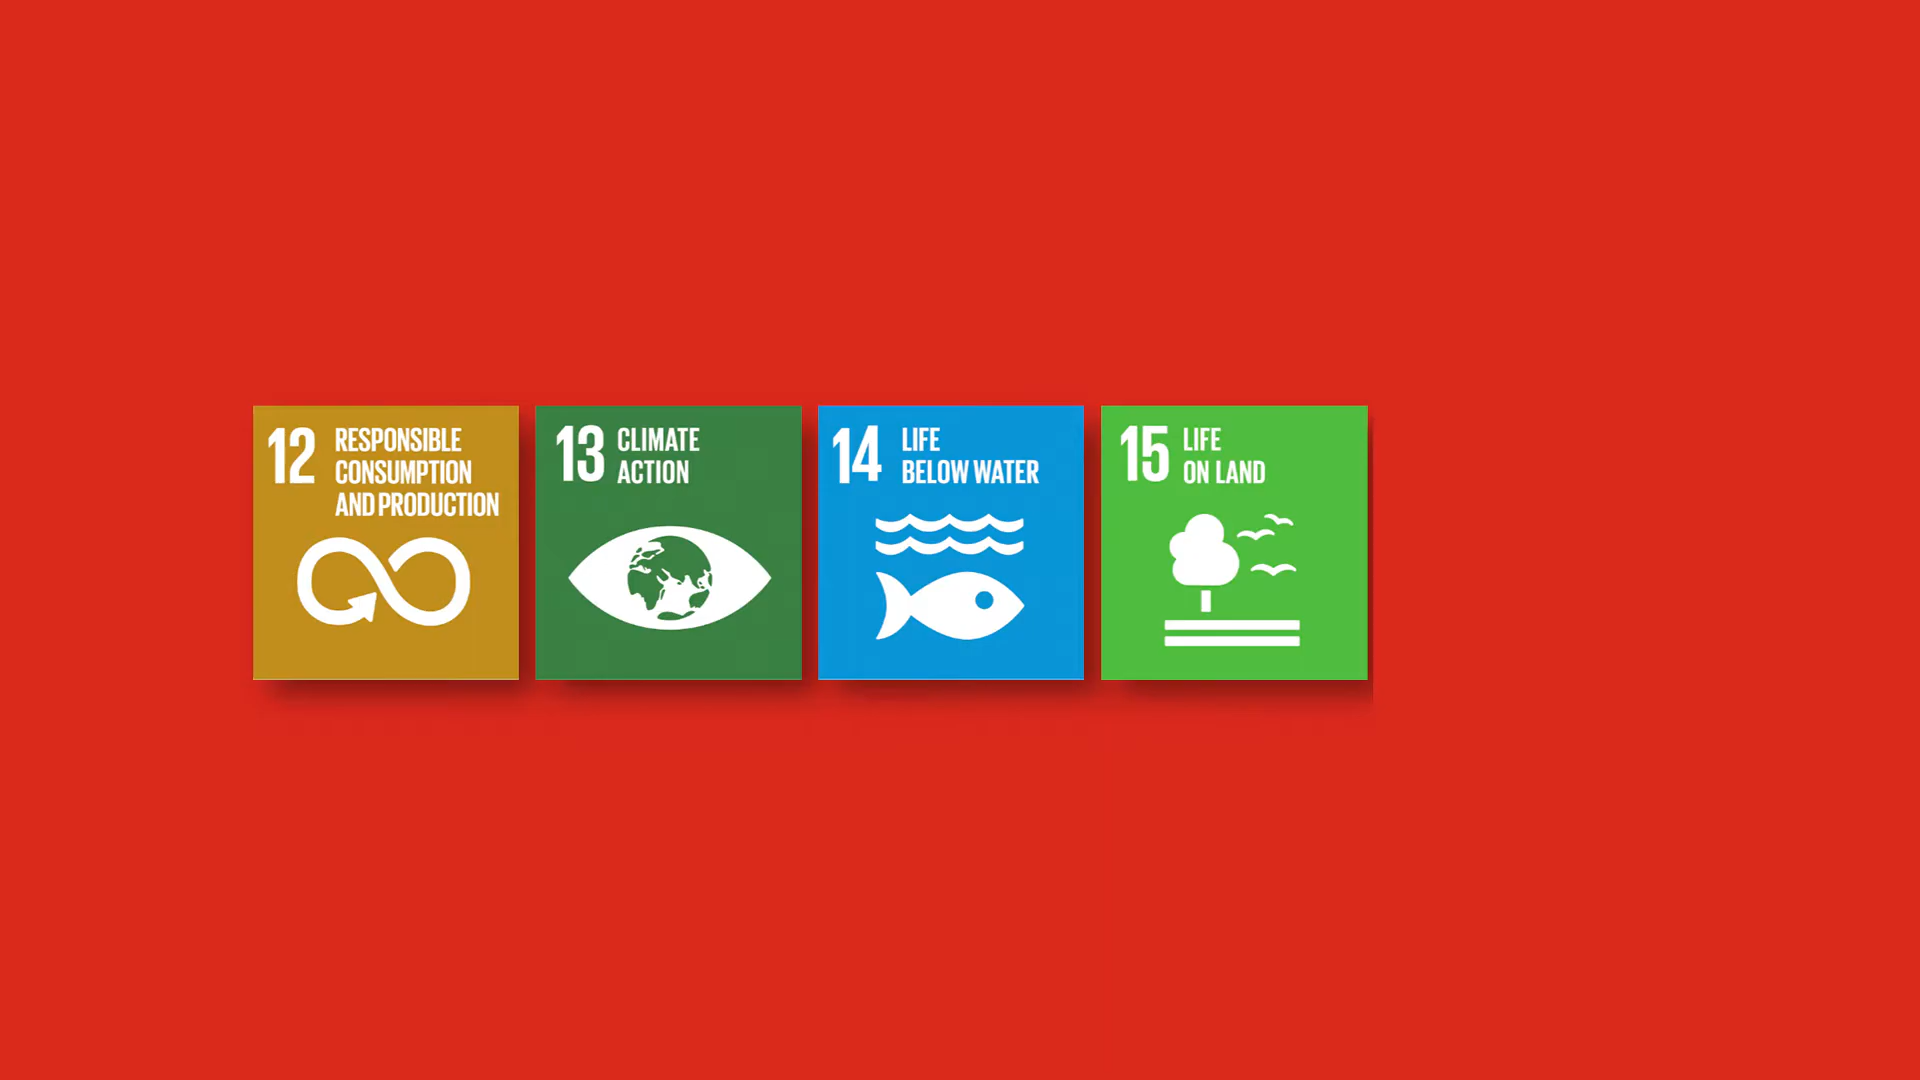 12 RESPONSIBLE
CONSUMPTION
AND PRODUCTION
13 CLIMATE
ACTION
14 LIFE
BELOW WATER
15 LIFE
ON LAND